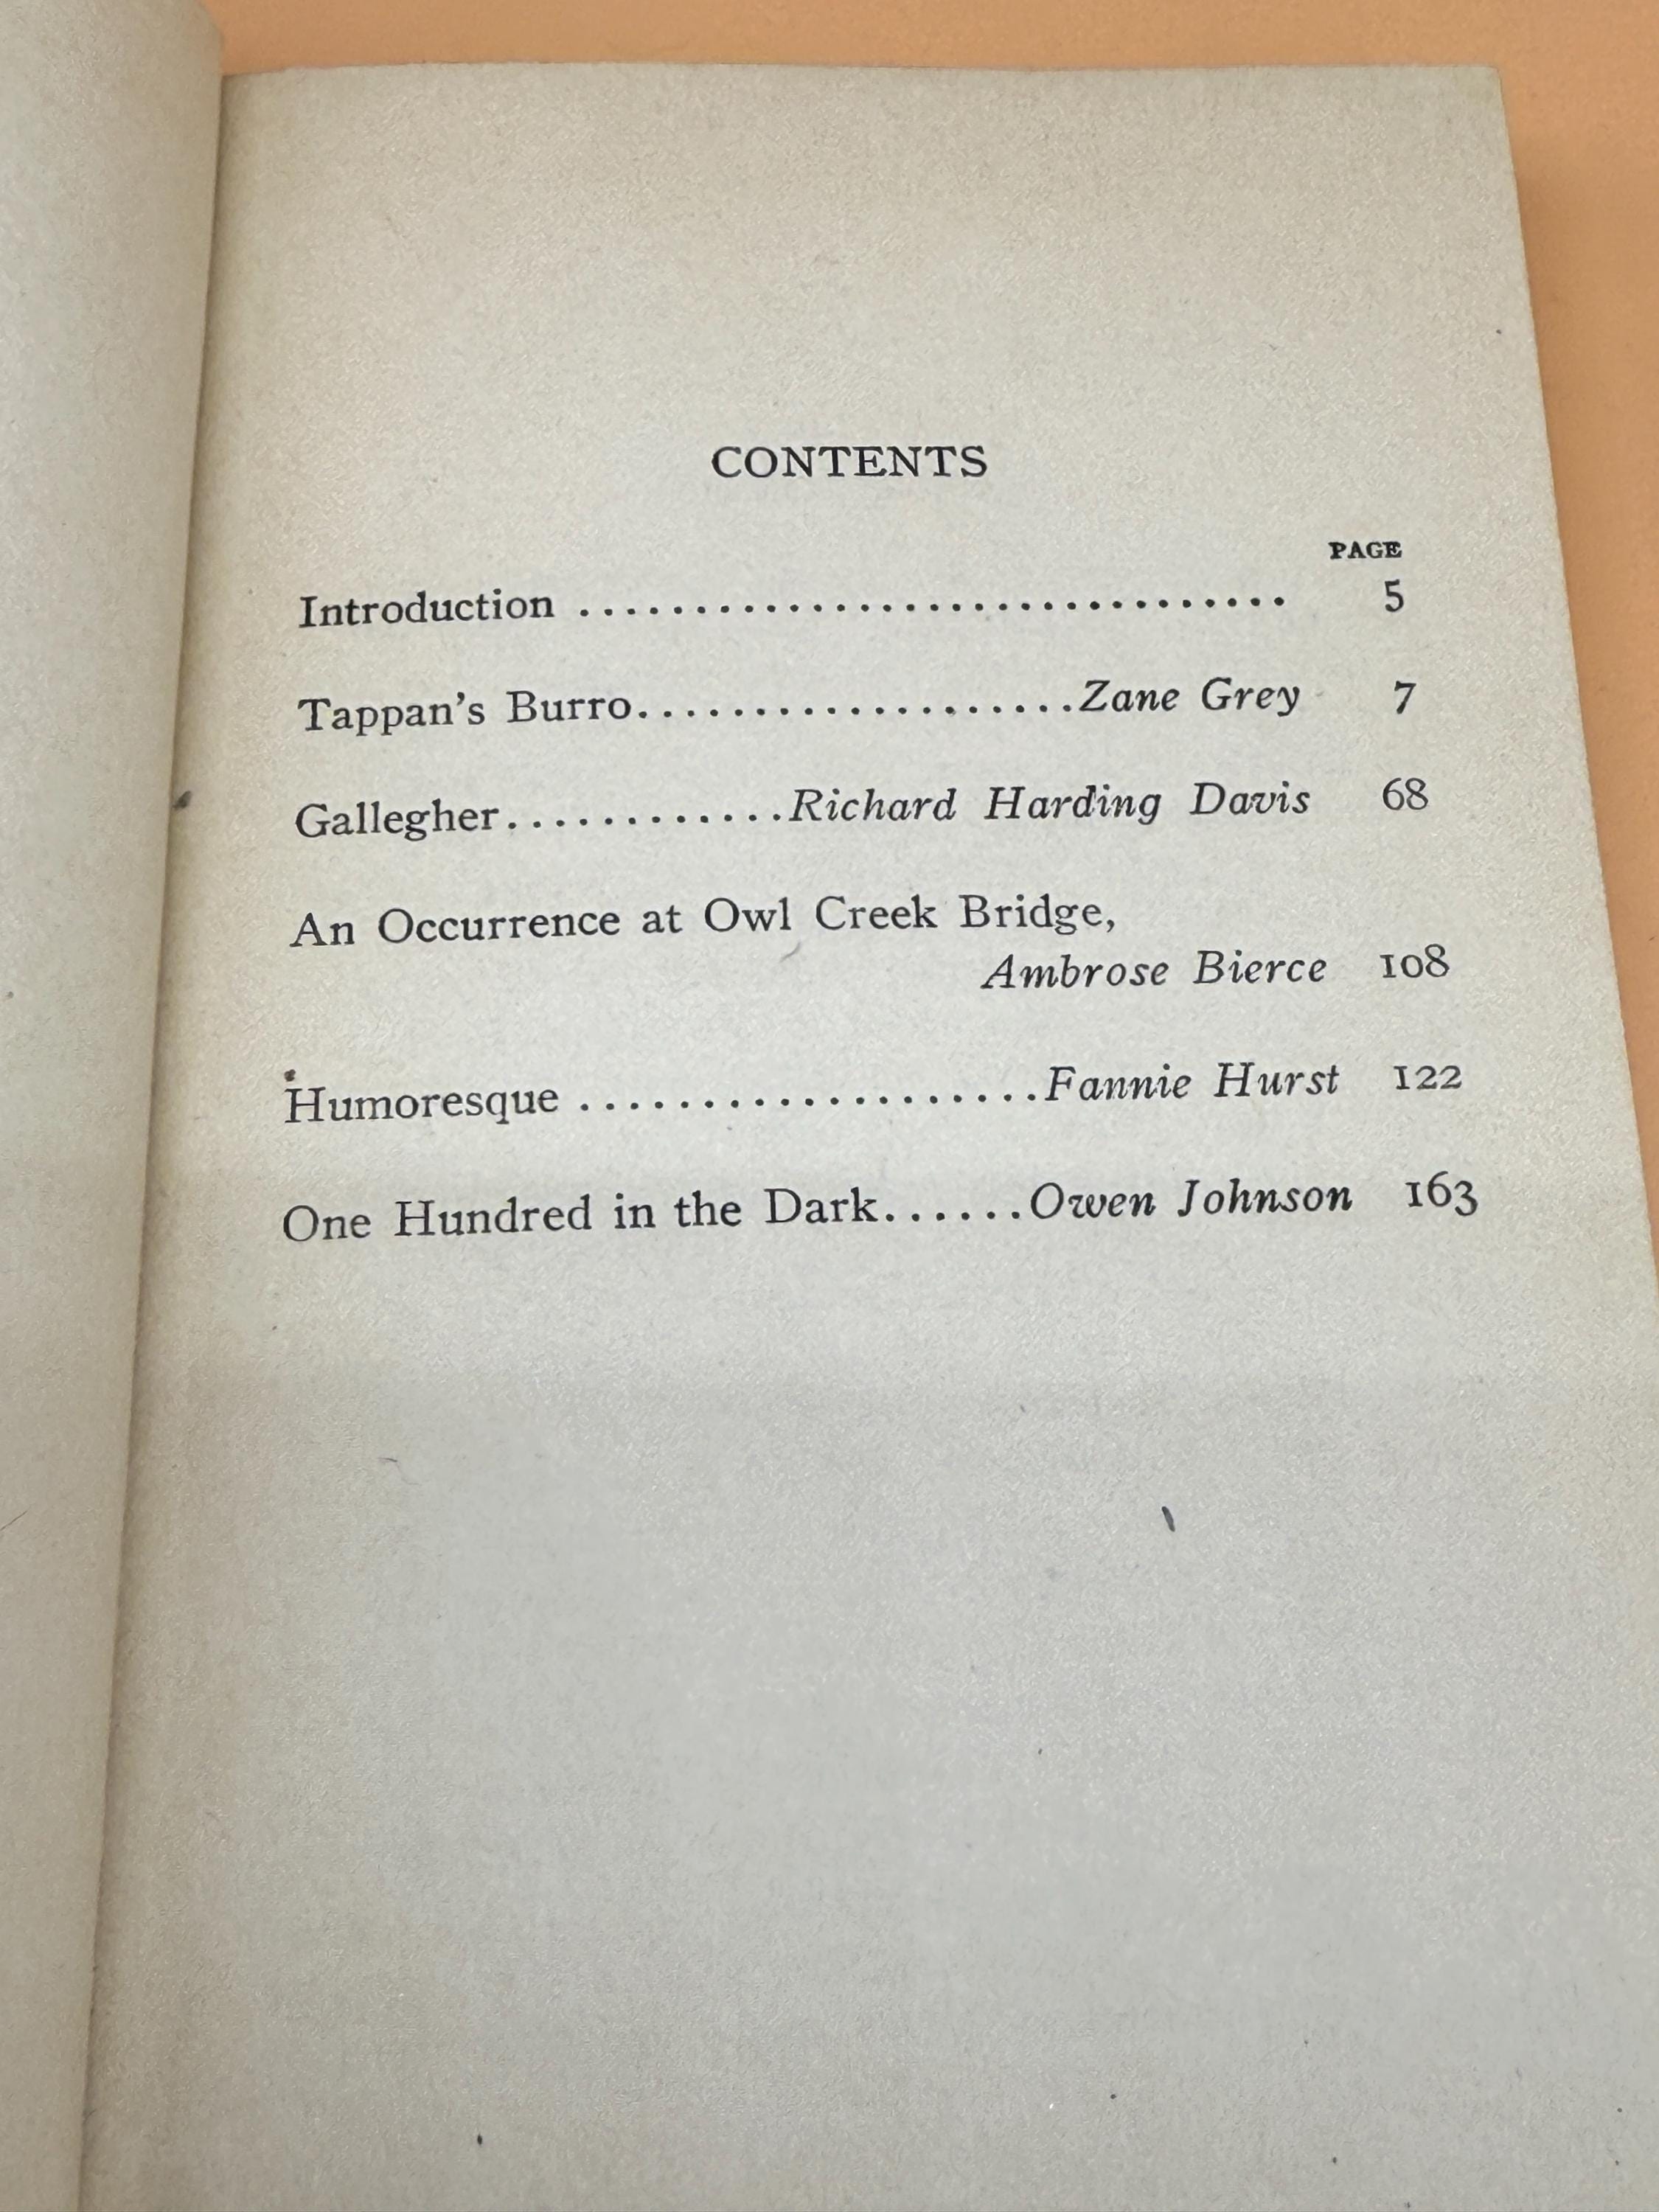 CONTENTS
PAGE
Introduction .............................. 5
Tappan's Burro...................Zane Grey 7
Gallegher............Richard Harding Davis 68
An Occurrence at Owl Creek Bridge,
Ambrose Bierce 108
Humoresque ....................Fannie Hurst 122
One Hundred in the Dark......Owen Johnson 163